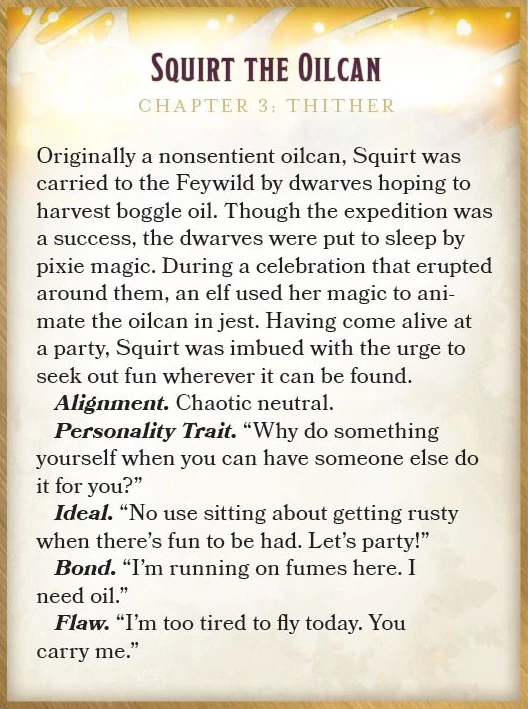 SQUIRT THE OILCAN
CHAPTER 3: THITHER
Originally a nonsentient oilcan, Squirt was
carried to the Feywild by dwarves hoping to
harvest boggle oil. Though the expedition was
a success, the dwarves were put to sleep by
pixie magic. During a celebration that erupted
around them, an elf used her magic to ani-
mate the oilcan in jest. Having come alive at
a party, Squirt was imbued with the urge to
seek out fun wherever it can be found.
Alignment. Chaotic neutral.
Personality Trait. “Why do something
yourself when you can have someone else do
it for you?”
Ideal. “No use sitting about getting rusty
when there’s fun to be had. Let’s party!”
Bond. “I’m running on fumes here. I
need oil.”
Flaw. “I’m too tired to fly today. You
carry me.”